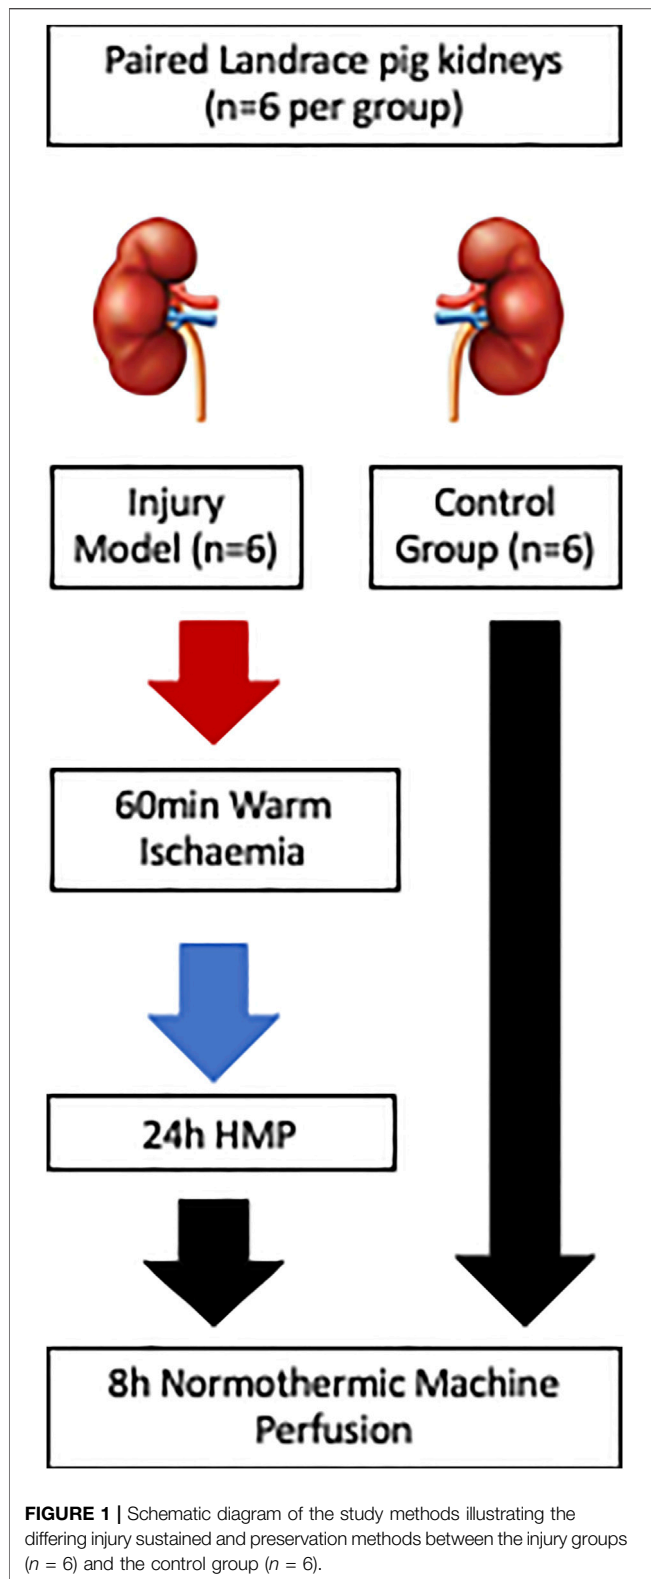 Paired Landrace pig kidneys
(n=6 per group)
Injury
Model (n=6)
Control
Group (n=6)
60min Warm
Ischaemia
24h HMP
8h Normothermic Machine
Perfusion
FIGURE 1 | Schematic diagram of the study methods illustrating the
differing injury sustained and preservation methods between the injury groups
(n = 6) and the control group (n = 6).